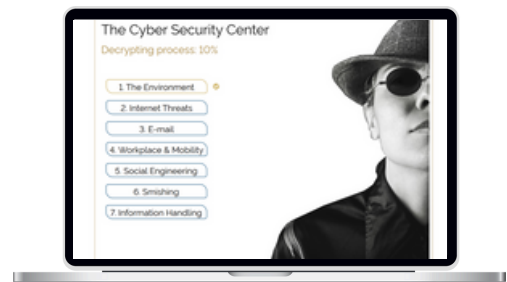 The Cyber Security Center
Decrypting process: 10%
1. The Environment
2. Internet Threats
3. E-mail
4. Workplace & Mobility
5. Social Engineering
6. Smishing
7. Information Handling